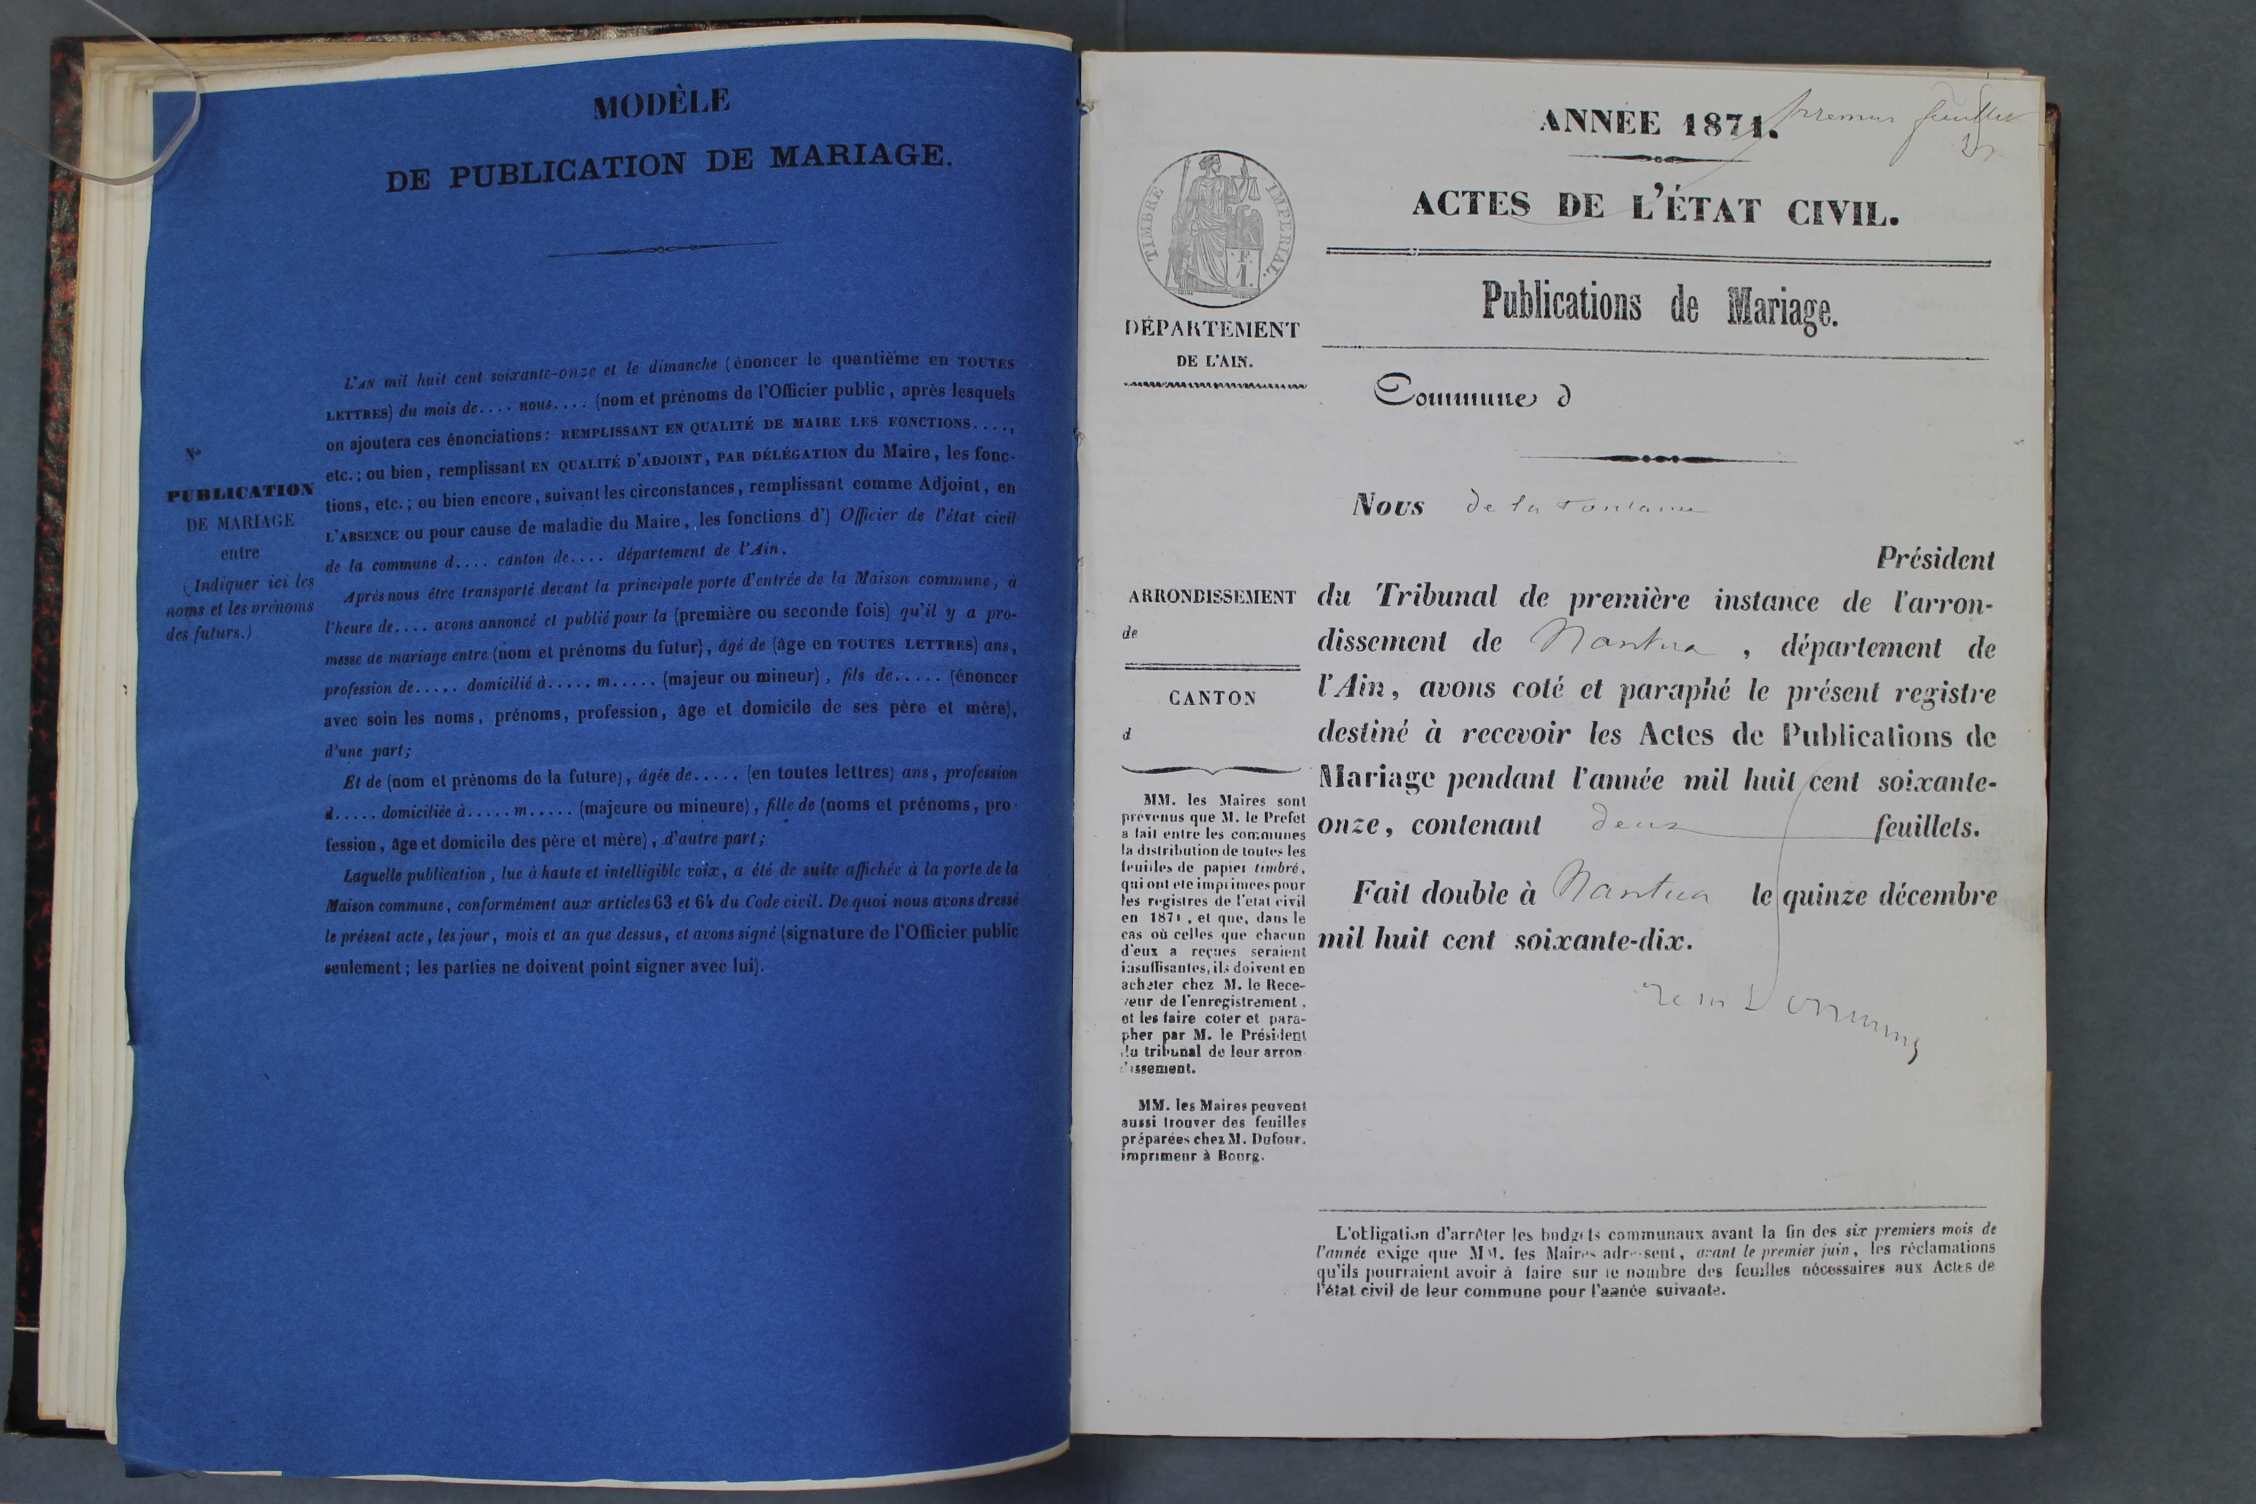 MODÈLE
DE PUBLICATION DE MARIAGE.
N°
PUBLICATION
DE MARIAGE
entre
(Indiquer ici les
noms et les prénoms
des futurs.)
L'AN mil huit cent soixante-onze et le dimanche (énoncer le quantième en TOUTES
LETTRES) du mois de.... nous.... (nom et prénoms de l'Officier public, après lesquels
on ajoutera ces énonciations: REMPLISSANT EN QUALITÉ DE MAIRE LES FONCTIONS....,
etc.; ou bien, remplissant EN QUALITÉ D'ADJOINT, PAR DÉLÉGATION du Maire, les fonc-
tions, etc.; ou bien encore, suivant les circonstances, remplissant comme Adjoint, en
L'ABSENCE ou pour cause de maladie du Maire, les fonctions d') Officier de l'état civil
de la commune d.... canton de.... département de l'Ain.
Après nous être transporté devant la principale porte d'entrée de la Maison commune, à
l'heure de.... avons annoncé et publié pour la (première ou seconde fois) qu'il y a pro-
messe de mariage entre (nom et prénoms du futur), âgé de (âge en TOUTES LETTRES) ans,
profession de..... domicilié à..... m..... (majeur ou mineur), fils de..... (énoncer
avec soin les noms, prénoms, profession, âge et domicile de ses père et mère),
d'une part;
Et de (nom et prénoms de la future), âgée de..... (en toutes lettres) ans, profession
d..... domiciliée à..... m..... (majeure ou mineure), fille de (noms et prénoms, pro-
fession, âge et domicile des père et mère), d'autre part;
Laquelle publication, lue à haute et intelligible voix, a été de suite affichée à la porte de la
Maison commune, conformément aux articles 63 et 64 du Code civil. De quoi nous avons dressé
le présent acte, les jour, mois et an que dessus, et avons signé (signature de l'Officier public
seulement; les parties ne doivent point signer avec lui).
premier feuillet
ANNÉE 1871.
ACTES DE L'ÉTAT CIVIL.
TIMBRE IMPÉRIAL.
F.
1.
Publications de Mariage.
DÉPARTEMENT
DE L'AIN.
Commune d
Nous de la Fontaine
Président
ARRONDISSEMENT
de
CANTON
d
du Tribunal de première instance de l'arron-
dissement de Nantua, département de
l'Ain, avons coté et paraphé le présent registre
destiné à recevoir les Actes de Publications de
Mariage pendant l'année mil huit cent soixante-
onze, contenant deux feuillets.
Fait double à Nantua le quinze décembre
mil huit cent soixante-dix.
MM. les Maires sont
prévenus que M. le Préfet
a fait entre les communes
la distribution de toutes les
feuilles de papier timbré,
qui ont été imprimées pour
les registres de l'état civil
en 1871, et que, dans le
cas où celles que chacun
d'eux a reçues seraient
insuffisantes, ils doivent en
acheter chez M. le Rece-
veur de l'enregistrement,
et les faire coter et para-
pher par M. le Président
du tribunal de leur arron-
dissement.
MM. les Maires peuvent
aussi trouver des feuilles
préparées chez M. Dufour,
imprimeur à Bourg.
L'obligation d'arrêter les budgets communaux avant la fin des six premiers mois de
l'année exige que MM. les Maires adressent, avant le premier juin, les réclamations
qu'ils pourraient avoir à faire sur le nombre des feuilles nécessaires aux Actes de
l'état civil de leur commune pour l'année suivante.